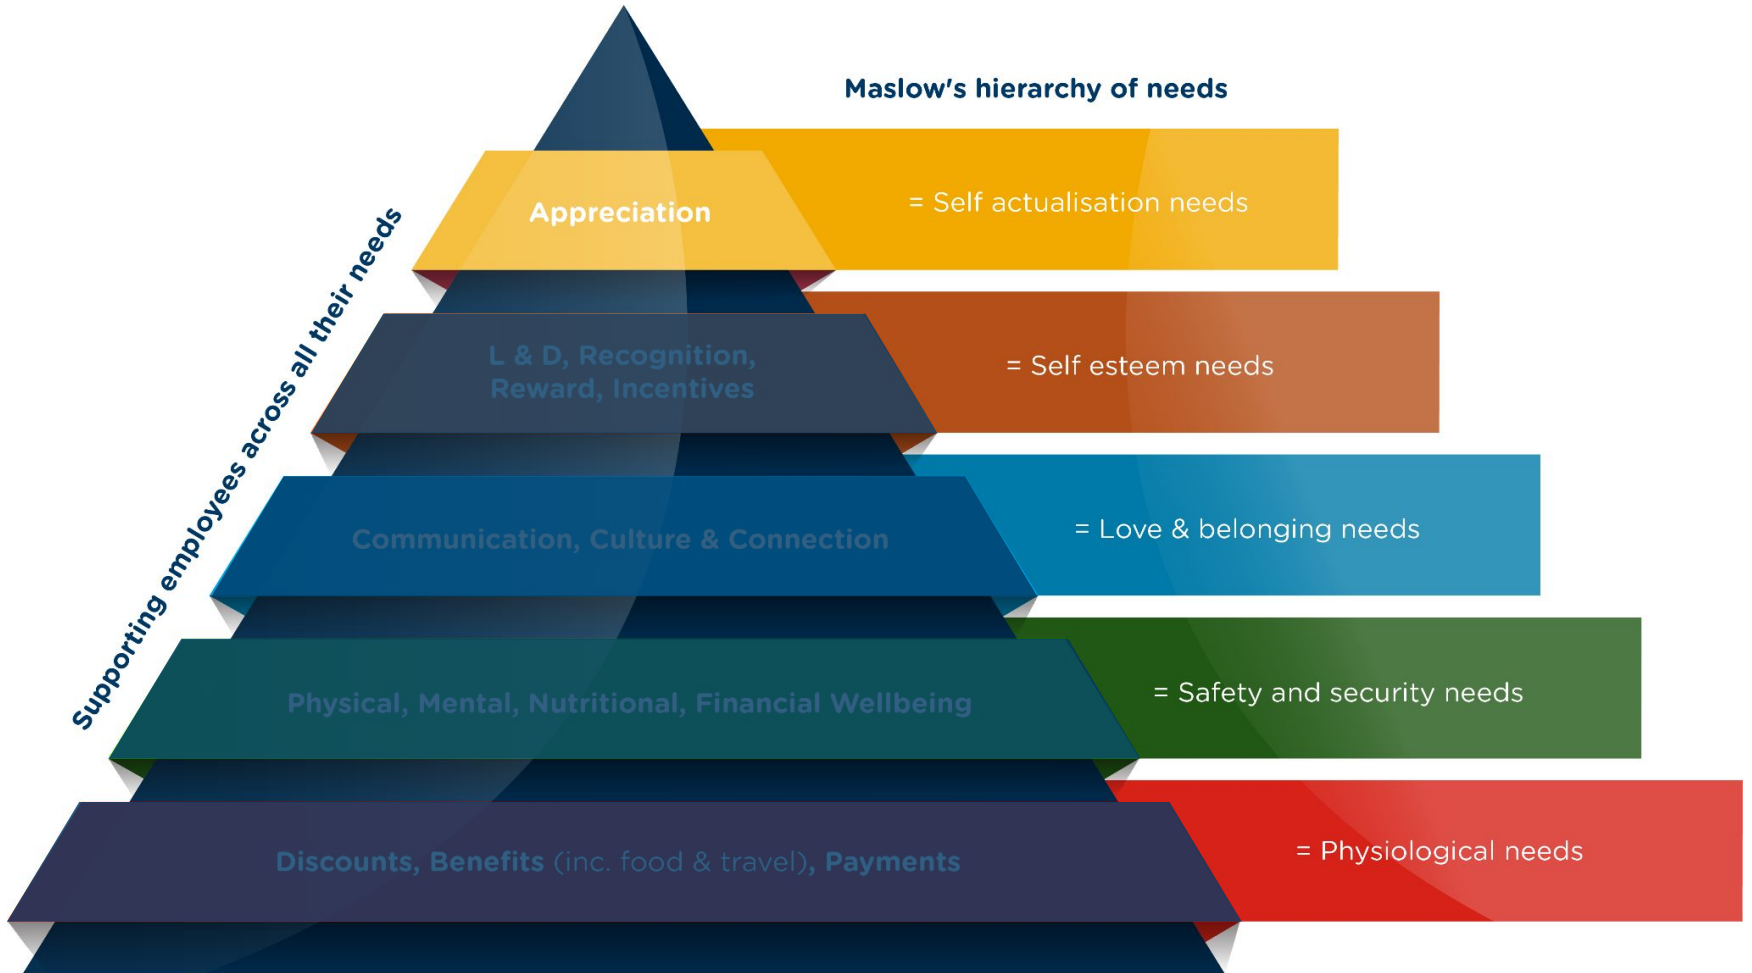 Maslow's hierarchy of needs
Supporting employees across all their needs
Appreciation
= Self actualisation needs
L & D, Recognition,
Reward, Incentives
= Self esteem needs
Communication, Culture & Connection
= Love & belonging needs
Physical, Mental, Nutritional, Financial Wellbeing
= Safety and security needs
Discounts, Benefits (inc. food & travel), Payments
= Physiological needs